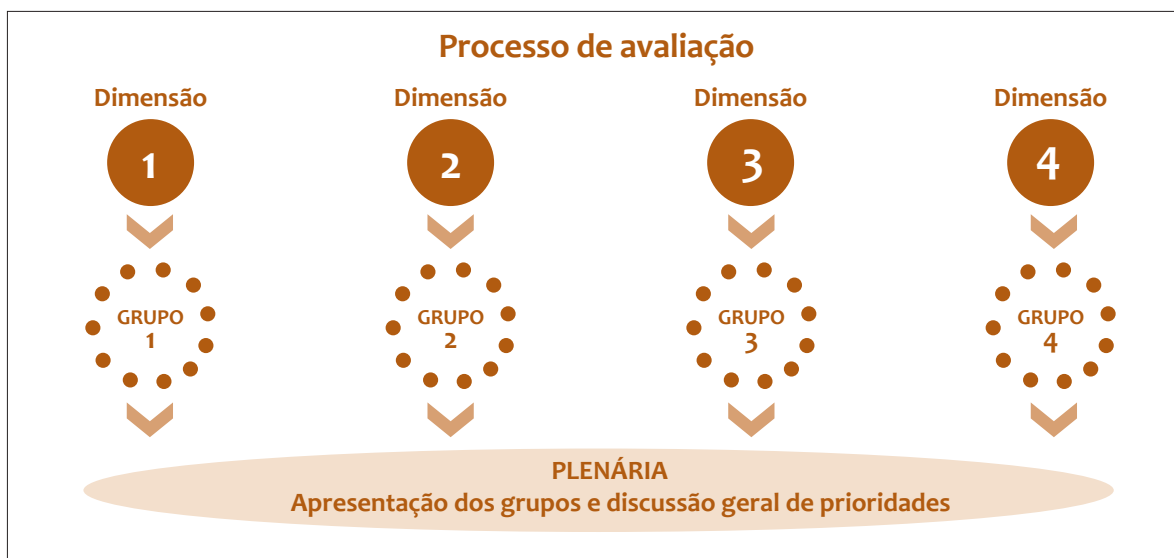 Processo de avaliação
Dimensão Dimensão Dimensão Dimensão
1 2 3 4
GRUPO GRUPO GRUPO GRUPO
1 2 3 4
PLENÁRIA
Apresentação dos grupos e discussão geral de prioridades